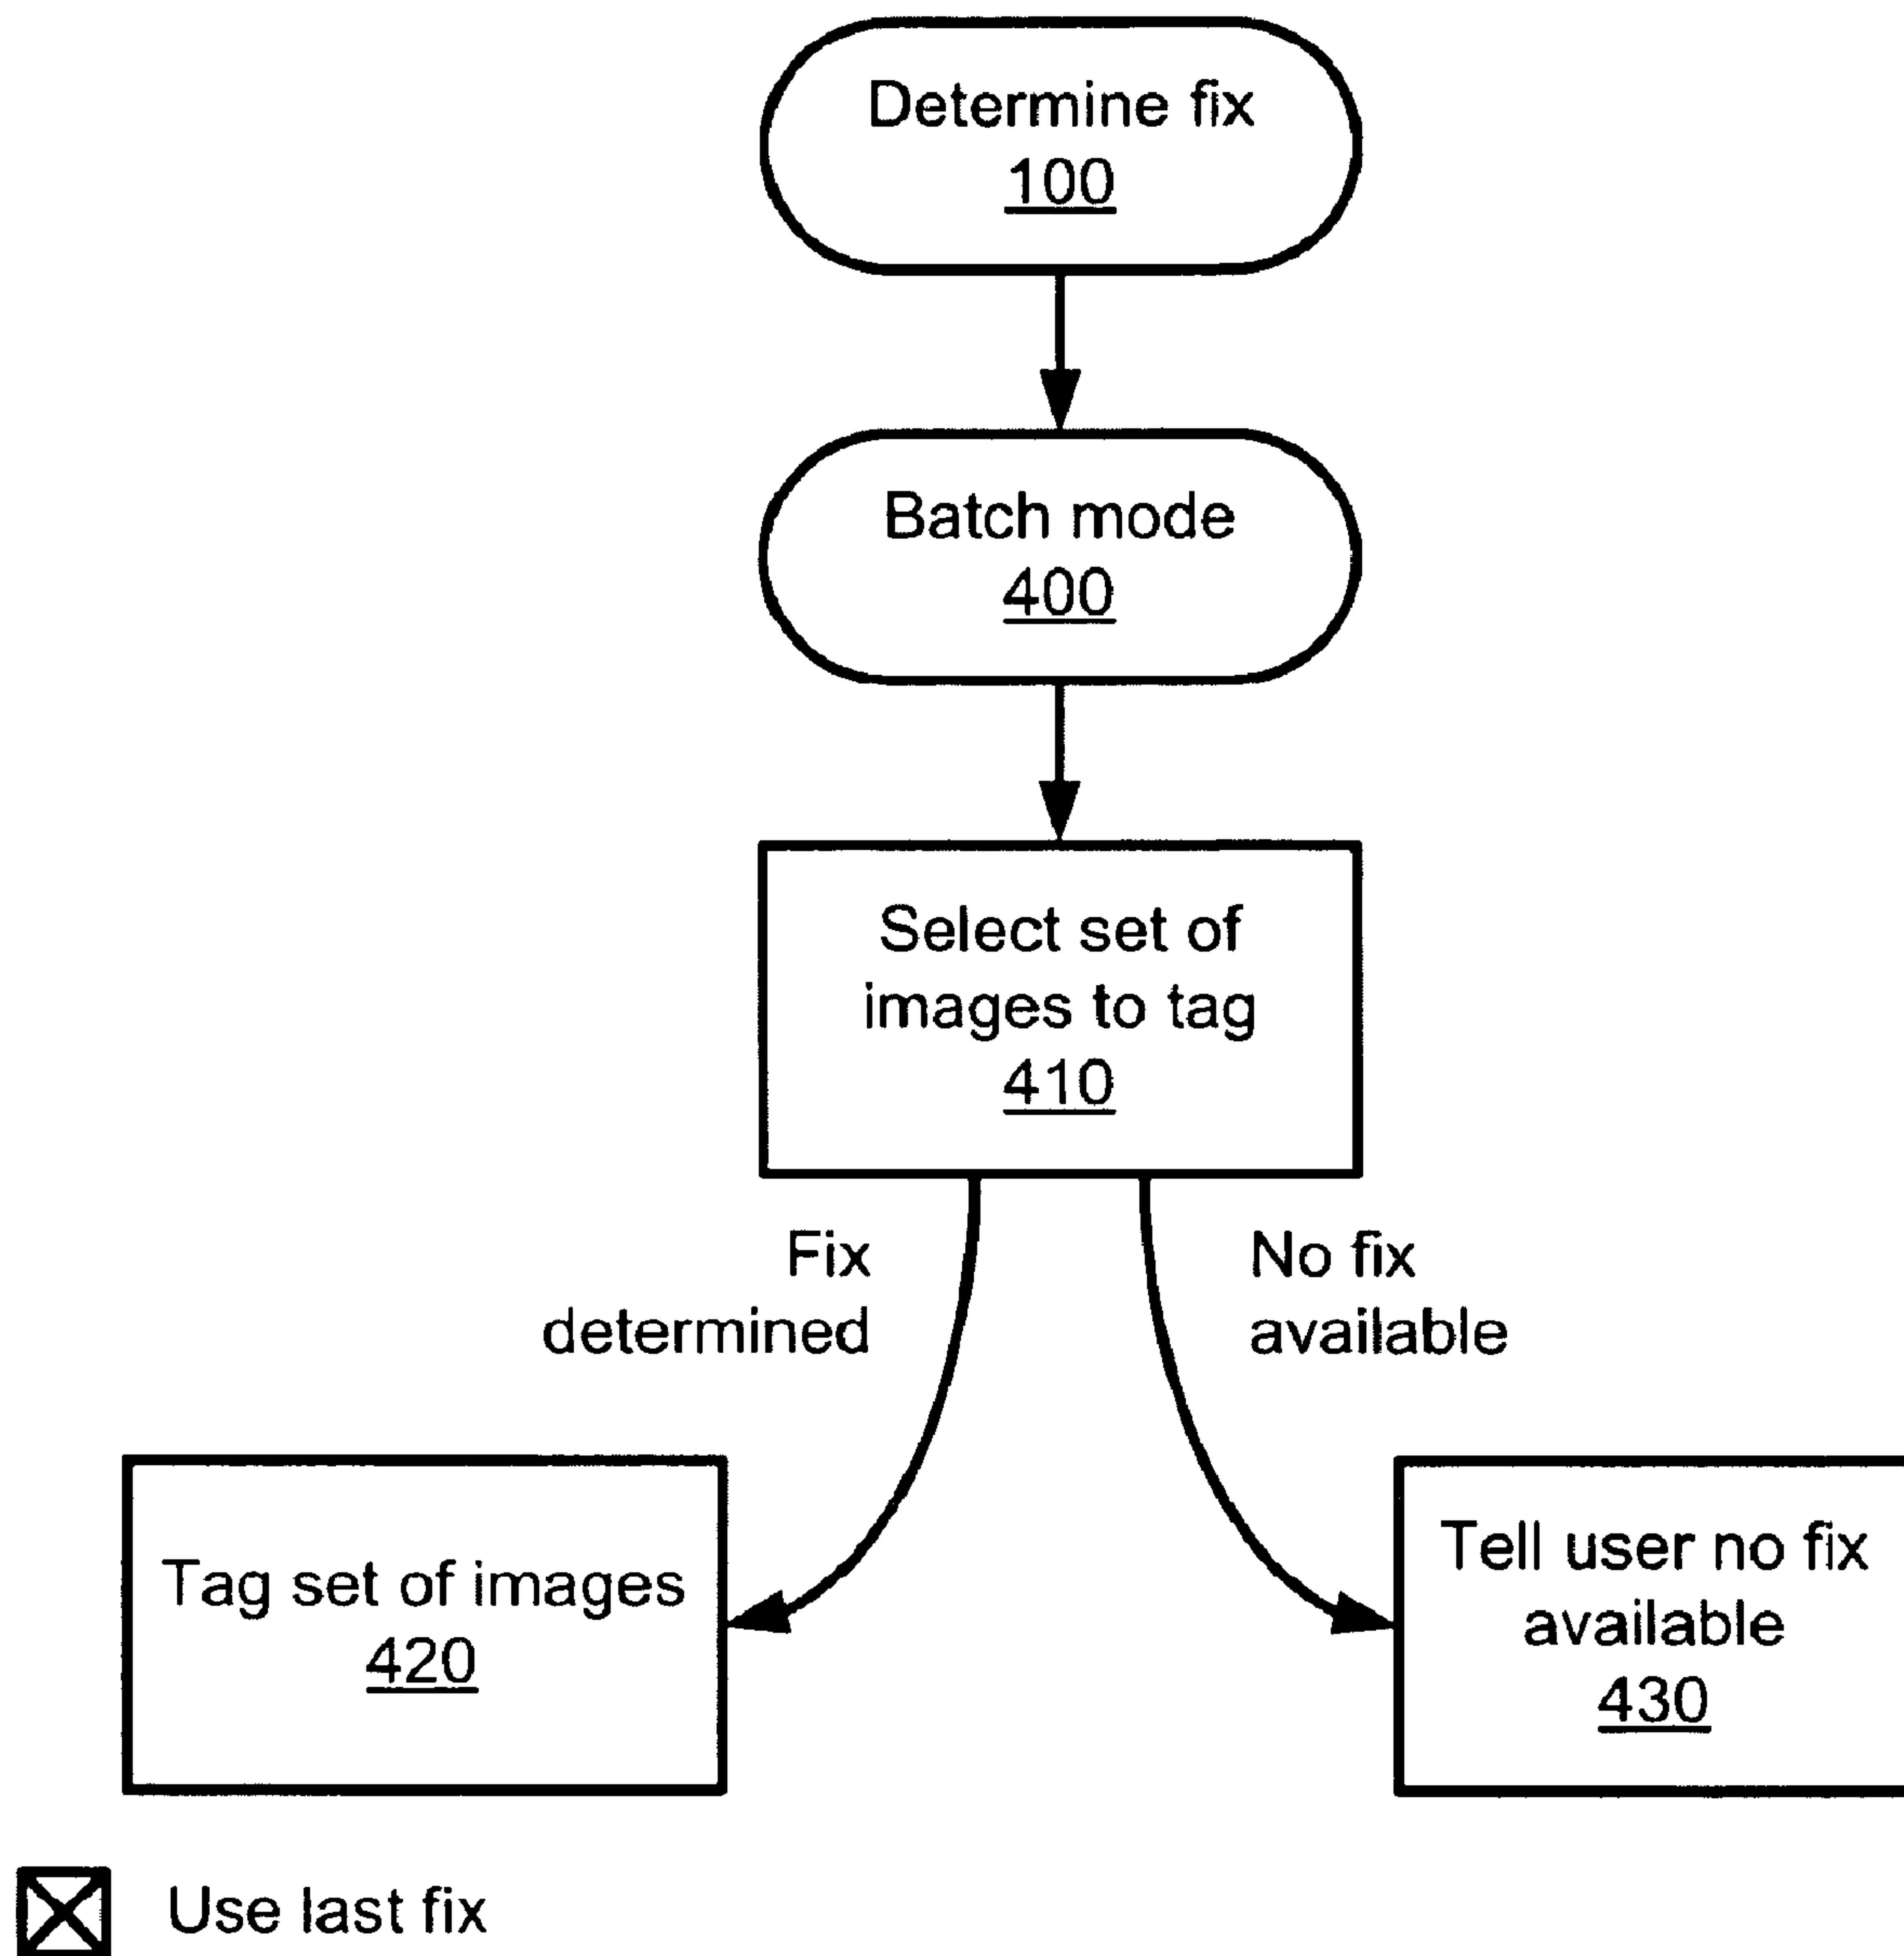 Determine fix
100
Batch mode
400
Select set of
images to tag
410
Fix
determined
No fix
available
Tag set of images
420
Tell user no fix
available
430
Use last fix